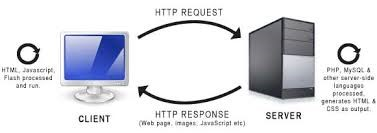 HTTP REQUEST
HTML, Javascript,
Flash processed
and run.
PHP, MySQL &
other server-side
languages
processed,
generates HTML &
CSS as output.
HTTP RESPONSE
(Web page, images, JavaScript etc)
CLIENT
SERVER